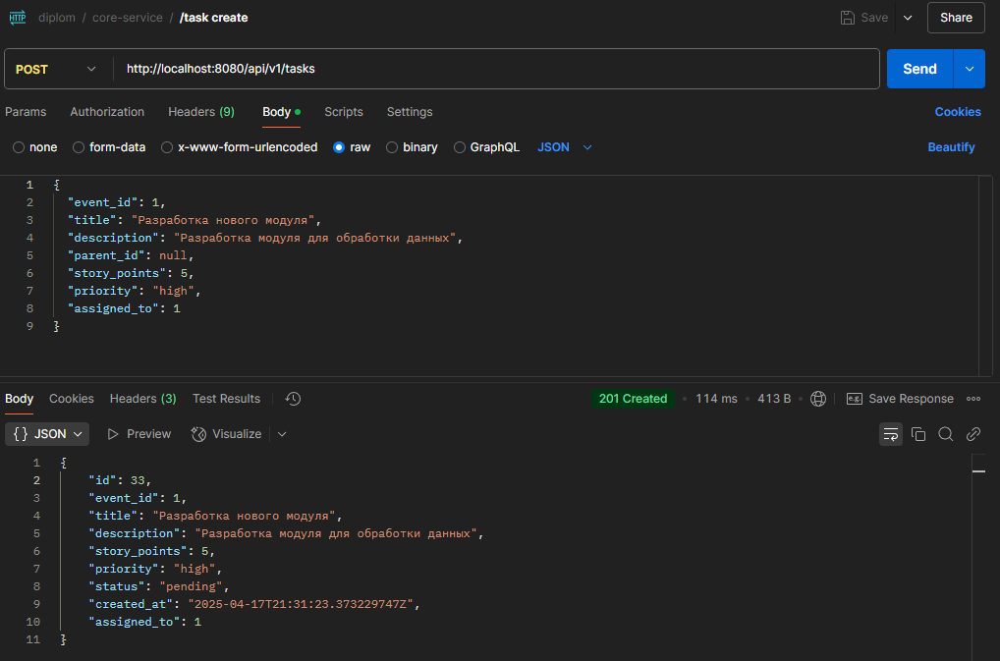 HTTP diplom / core-service / /task create Save Share
POST http://localhost:8080/api/v1/tasks Send
Params Authorization Headers (9) Body Scripts Settings Cookies
none form-data x-www-form-urlencoded raw binary GraphQL JSON Beautify
1 {
2 "event_id": 1,
3 "title": "Разработка нового модуля",
4 "description": "Разработка модуля для обработки данных",
5 "parent_id": null,
6 "story_points": 5,
7 "priority": "high",
8 "assigned_to": 1
9 }
Body Cookies Headers (3) Test Results 201 Created • 114 ms • 413 B • e.g. Save Response
{} JSON Preview Visualize
1 {
2 "id": 33,
3 "event_id": 1,
4 "title": "Разработка нового модуля",
5 "description": "Разработка модуля для обработки данных",
6 "story_points": 5,
7 "priority": "high",
8 "status": "pending",
9 "created_at": "2025-04-17T21:31:23.373229747Z",
10 "assigned_to": 1
11 }